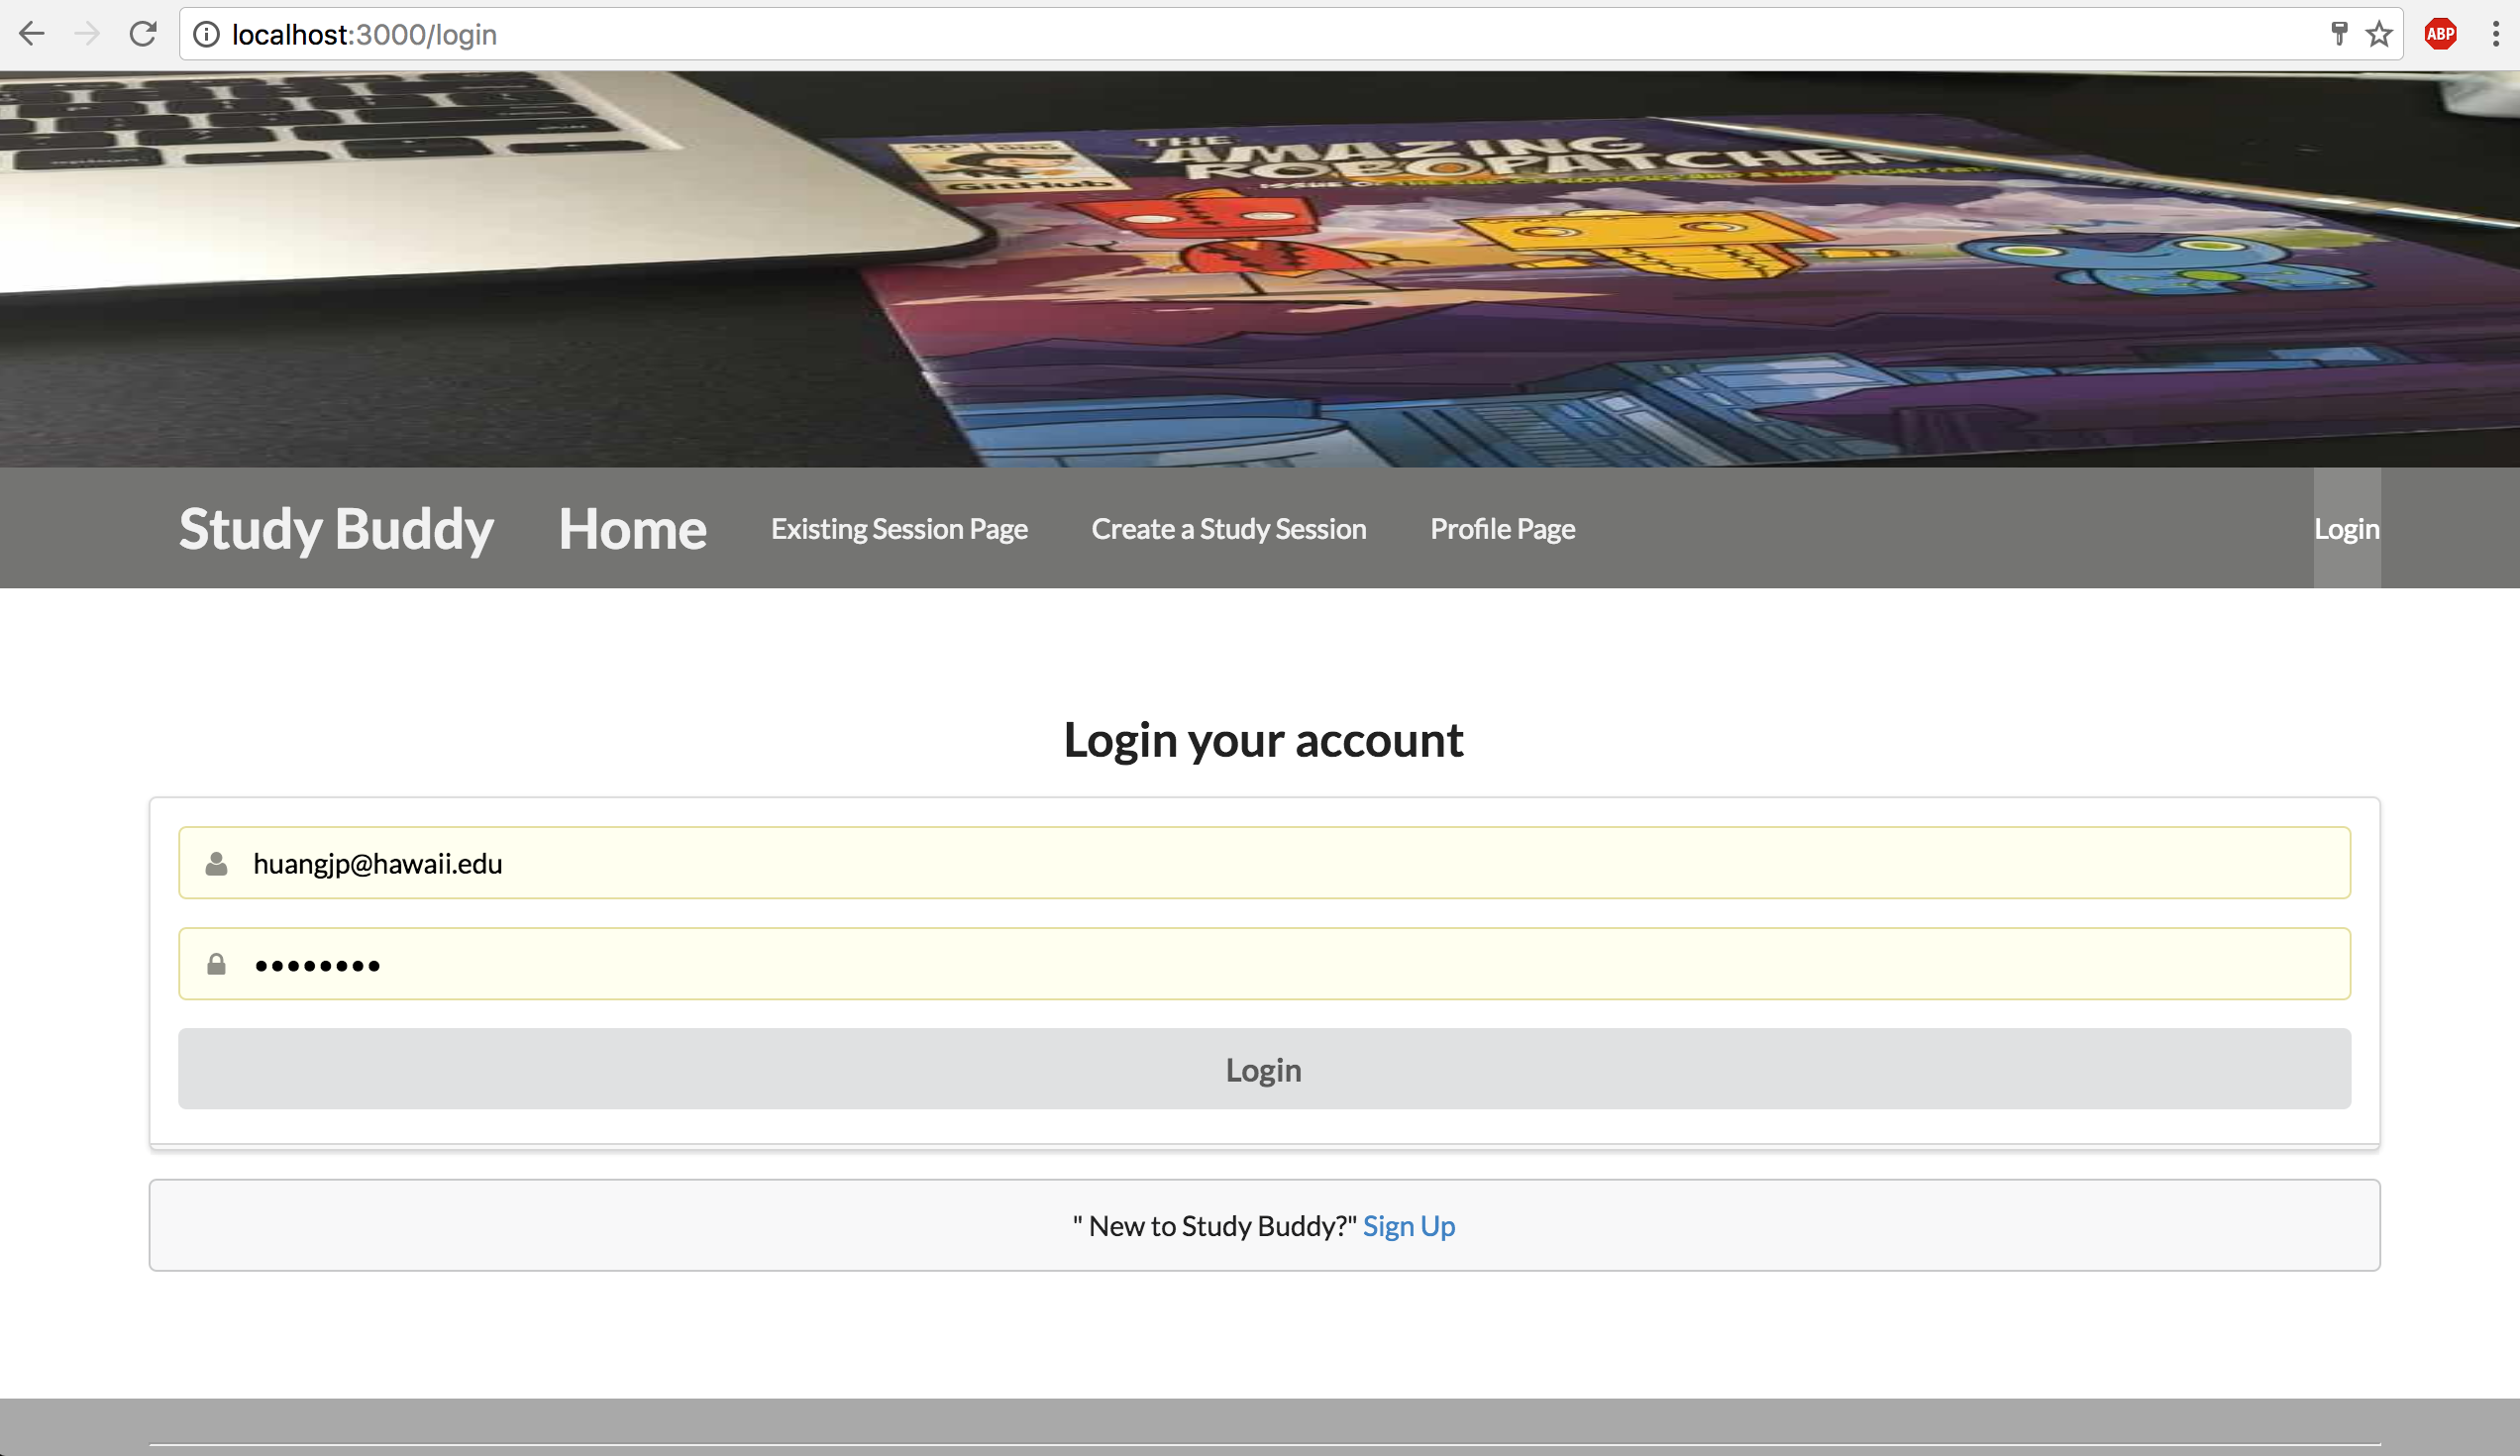 localhost:3000/login
ABP
THE
AMAZING
ROBOPATCHER
GitHub
option
Study Buddy Home Existing Session Page Create a Study Session Profile Page Login
Login your account
huangjp@hawaii.edu
••••••••
Login
" New to Study Buddy?" Sign Up